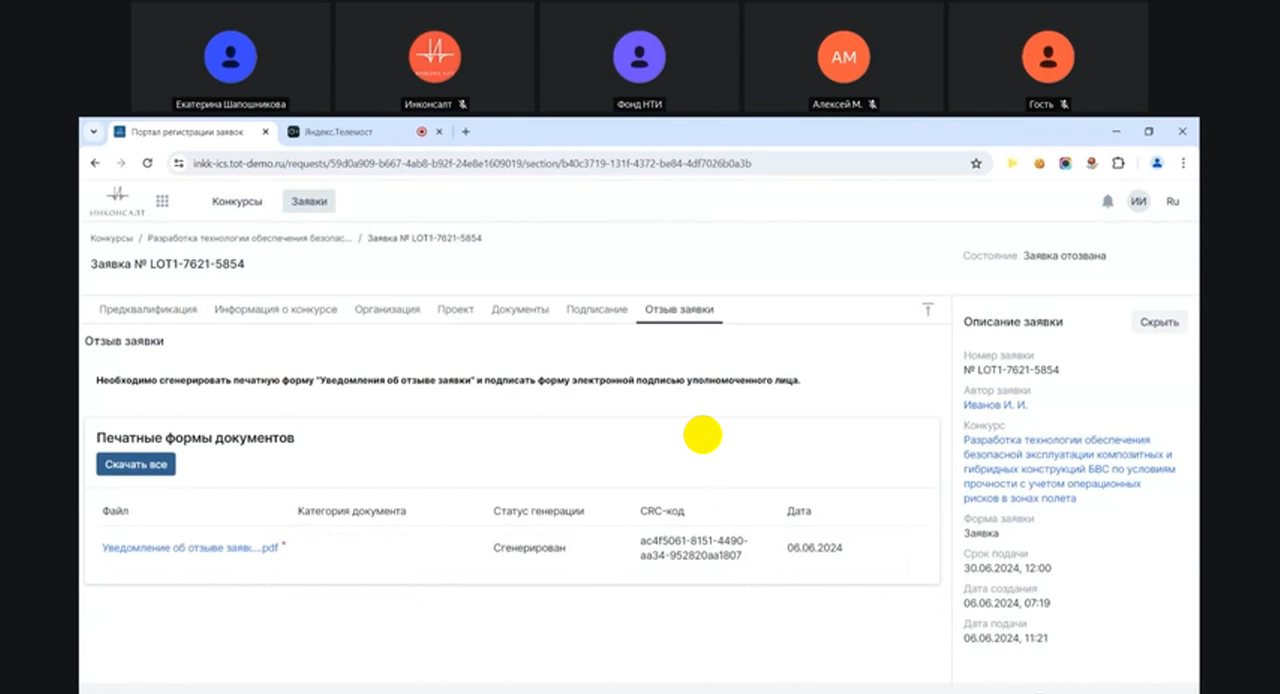 Екатерина Шапошникова
ИНКОНСАЛТ
Инконсалт
Фонд НТИ
АМ
Алексей М.
Гость
Портал регистрации заявок
Яндекс.Телемост
inkk-ics.tot-demo.ru/requests/59d0a909-b667-4ab8-b92f-24e8e1609019/section/b40c3719-131f-4372-be84-4df7026b0a3b
ИНКОНСАЛТ
Конкурсы
Заявки
ИИ
Ru
Конкурсы / Разработка технологии обеспечения безопас... / Заявка № LOT1-7621-5854
Заявка № LOT1-7621-5854
Состояние Заявка отозвана
Предквалификация
Информация о конкурсе
Организация
Проект
Документы
Подписание
Отзыв заявки
Отзыв заявки
Необходимо сгенерировать печатную форму "Уведомления об отзыве заявки" и подписать форму электронной подписью уполномоченного лица.
Печатные формы документов
Скачать все
Файл
Категория документа
Статус генерации
CRC-код
Дата
Уведомление об отзыве заявк....pdf *
Сгенерирован
ac4f5061-8151-4490-
aa34-952820aa1807
06.06.2024
Описание заявки
Скрыть
Номер заявки
№ LOT1-7621-5854
Автор заявки
Иванов И. И.
Конкурс
Разработка технологии обеспечения
безопасной эксплуатации композитных и
гибридных конструкций БВС по условиям
прочности с учетом операционных
рисков в зонах полета
Форма заявки
Заявка
Срок подачи
30.06.2024, 12:00
Дата создания
06.06.2024, 07:19
Дата подачи
06.06.2024, 11:21